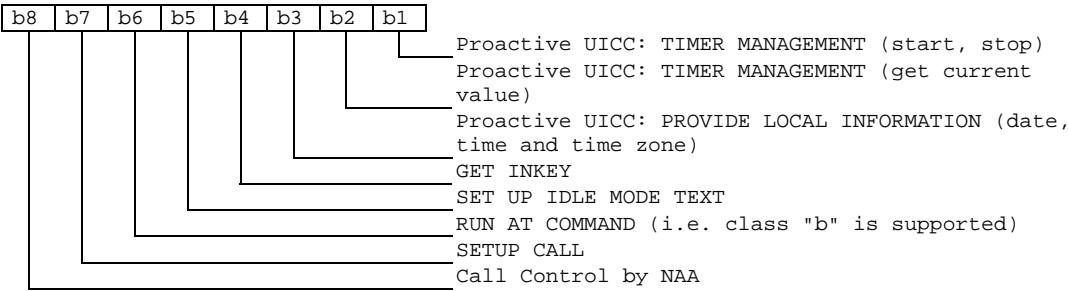 b8 b7 b6 b5 b4 b3 b2 b1
Proactive UICC: TIMER MANAGEMENT (start, stop)
Proactive UICC: TIMER MANAGEMENT (get current
value)
Proactive UICC: PROVIDE LOCAL INFORMATION (date,
time and time zone)
GET INKEY
SET UP IDLE MODE TEXT
RUN AT COMMAND (i.e. class "b" is supported)
SETUP CALL
Call Control by NAA